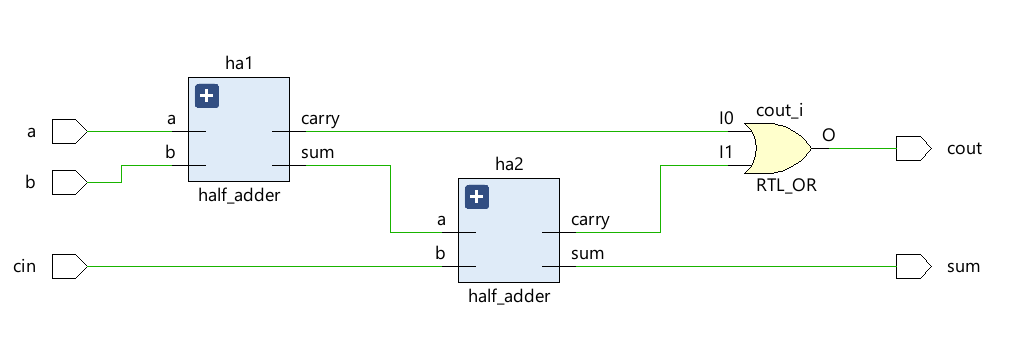 ha1
a
b
carry
sum
half_adder
a
b
cin
ha2
a
b
carry
sum
half_adder
cout_i
I0
I1
O
RTL_OR
cout
sum